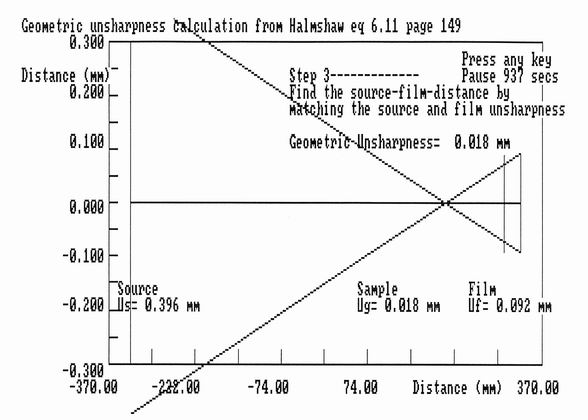 Geometric unsharpness calculation from Halmshaw eq 6.11 page 149
0.300
Press any key
Distance (mm)
Step 3--------------
Pause 937 secs
0.200
Find the source-film-distance by
matching the source and film unsharpness
0.100
Geometric Unsharpness= 0.018 mm
0.000
-0.100
Source
Sample
Film
-0.200
Us= 0.396 mm
Ug= 0.018 mm
Uf= 0.092 mm
-0.300
-370.00
-222.00
-74.00
74.00
Distance (mm)
370.00